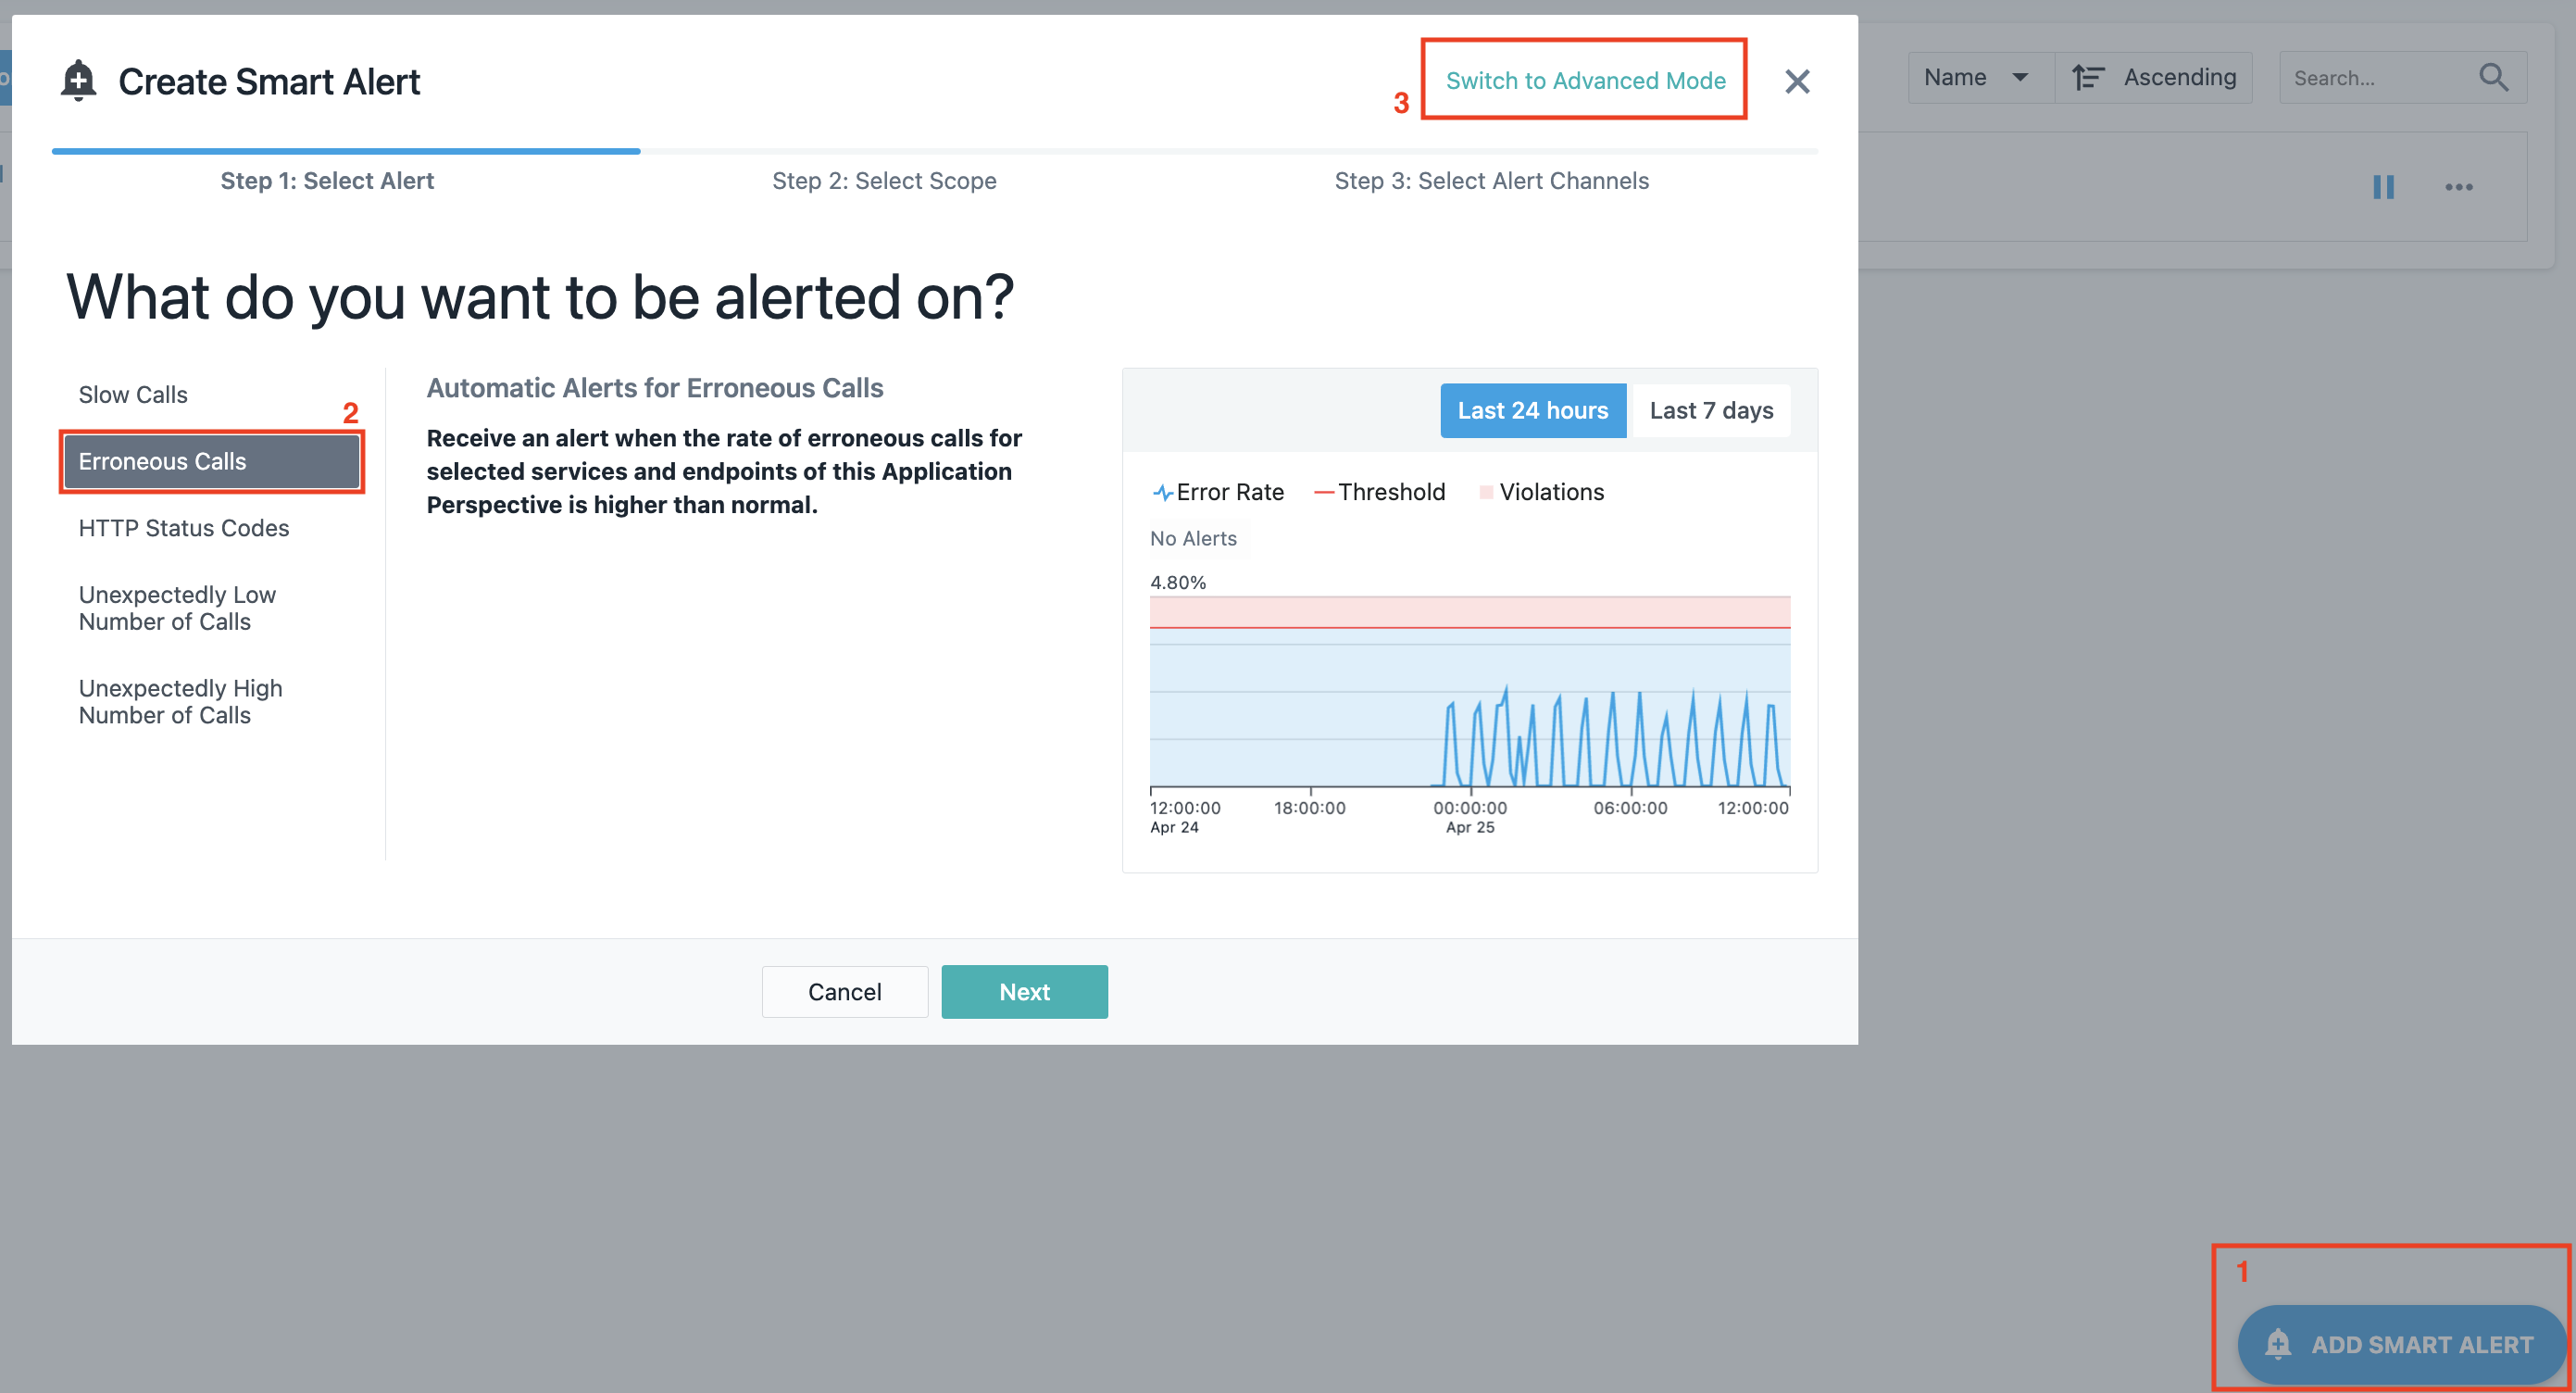 Create Smart Alert
3
Switch to Advanced Mode
Name
Ascending
Search...
Step 1: Select Alert
Step 2: Select Scope
Step 3: Select Alert Channels
What do you want to be alerted on?
Slow Calls
2
Erroneous Calls
HTTP Status Codes
Unexpectedly Low
Number of Calls
Unexpectedly High
Number of Calls
Automatic Alerts for Erroneous Calls
Receive an alert when the rate of erroneous calls for
selected services and endpoints of this Application
Perspective is higher than normal.
Last 24 hours
Last 7 days
Error Rate
Threshold
Violations
No Alerts
4.80%
12:00:00
Apr 24
18:00:00
00:00:00
Apr 25
06:00:00
12:00:00
Cancel
Next
1
ADD SMART ALERT